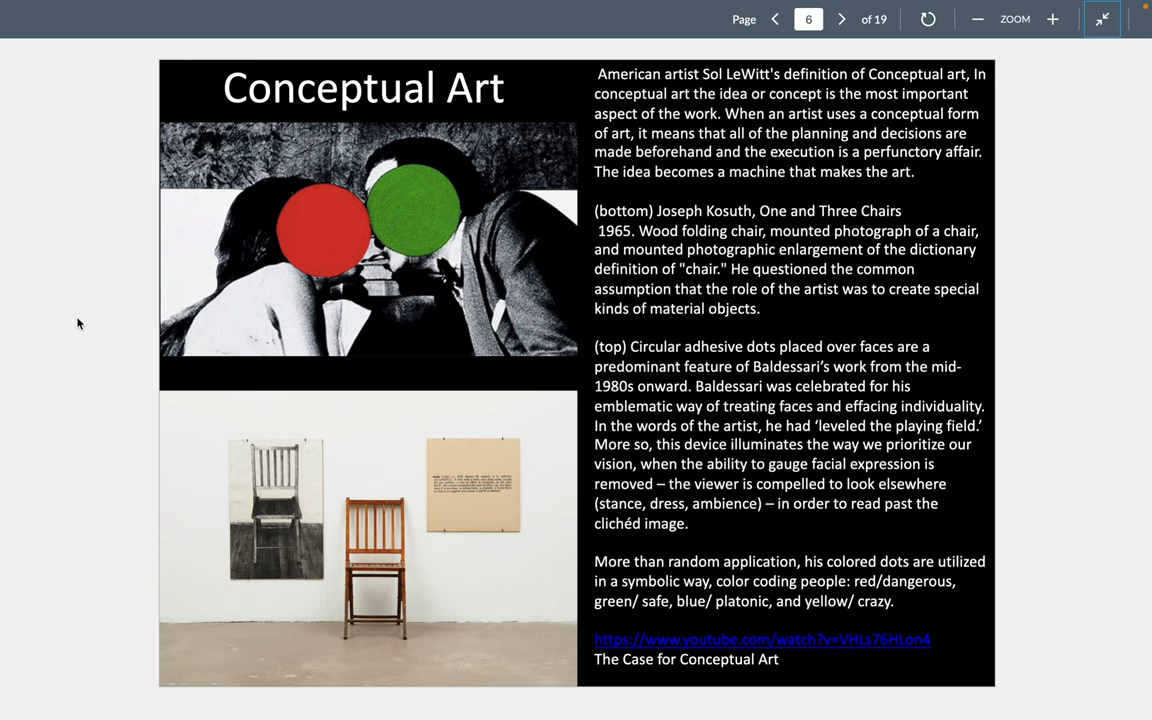 Page 6 of 19 ZOOM
Conceptual Art
American artist Sol LeWitt's definition of Conceptual art, In
conceptual art the idea or concept is the most important
aspect of the work. When an artist uses a conceptual form
of art, it means that all of the planning and decisions are
made beforehand and the execution is a perfunctory affair.
The idea becomes a machine that makes the art.
(bottom) Joseph Kosuth, One and Three Chairs
1965. Wood folding chair, mounted photograph of a chair,
and mounted photographic enlargement of the dictionary
definition of "chair." He questioned the common
assumption that the role of the artist was to create special
kinds of material objects.
(top) Circular adhesive dots placed over faces are a
predominant feature of Baldessari’s work from the mid-
1980s onward. Baldessari was celebrated for his
emblematic way of treating faces and effacing individuality.
In the words of the artist, he had ‘leveled the playing field.’
More so, this device illuminates the way we prioritize our
vision, when the ability to gauge facial expression is
removed – the viewer is compelled to look elsewhere
(stance, dress, ambience) – in order to read past the
clichéd image.
More than random application, his colored dots are utilized
in a symbolic way, color coding people: red/dangerous,
green/ safe, blue/ platonic, and yellow/ crazy.
https://www.youtube.com/watch?v=VHLs76HLon4
The Case for Conceptual Art